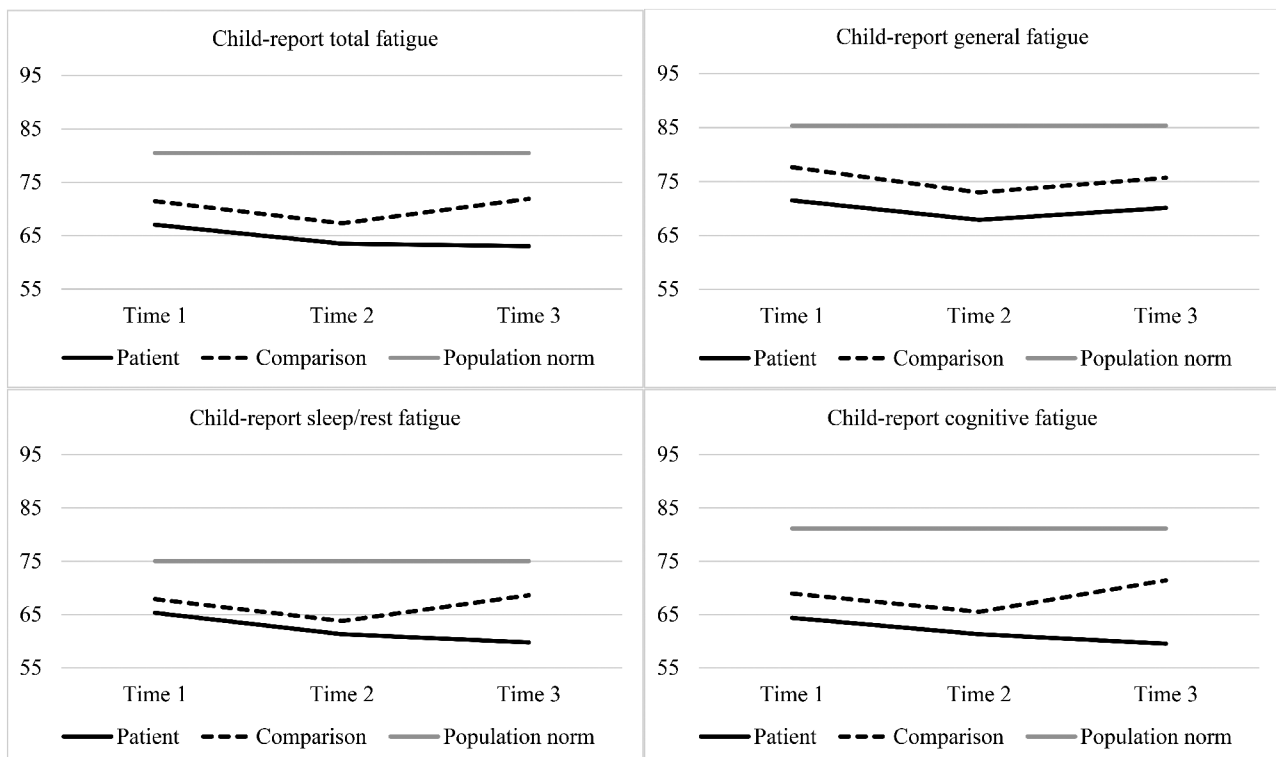 Child-report total fatigue
95
85
75
65
55
Time 1 Time 2 Time 3
Patient Comparison Population norm
Child-report general fatigue
95
85
75
65
55
Time 1 Time 2 Time 3
Patient Comparison Population norm
Child-report sleep/rest fatigue
95
85
75
65
55
Time 1 Time 2 Time 3
Patient Comparison Population norm
Child-report cognitive fatigue
95
85
75
65
55
Time 1 Time 2 Time 3
Patient Comparison Population norm